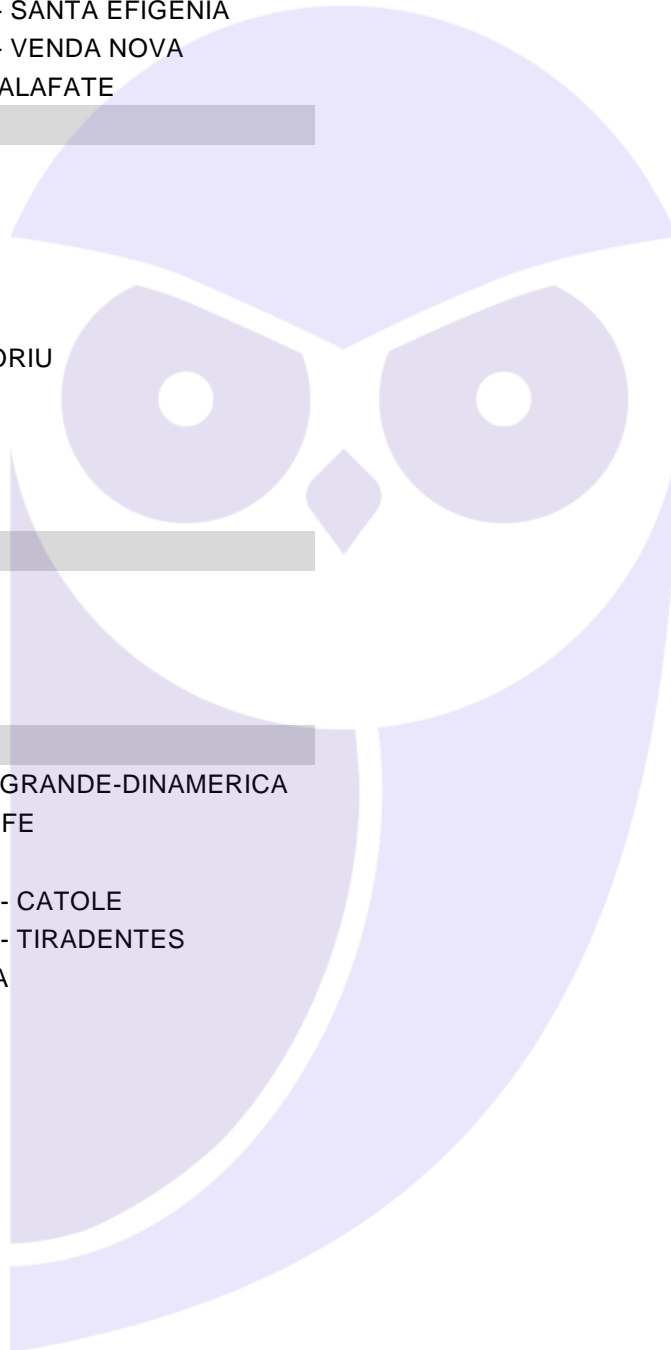 - SANTA EFIGENIA
- VENDA NOVA
ALAFATE
ORIU
GRANDE-DINAMERICA
FE
- CATOLE
- TIRADENTES
A